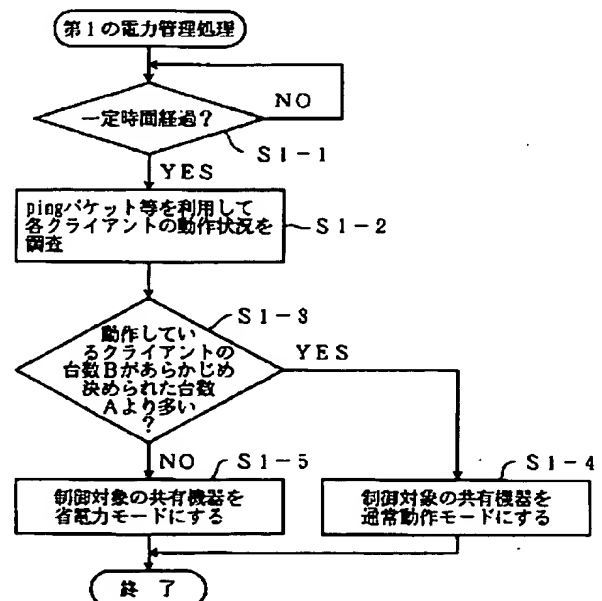 第1の電力管理処理
NO
一定時間経過?
S1-1
YES
pingパケット等を利用して
各クライアントの動作状況を
調査
S1-2
S1-3
動作してい
るクライアントの
台数Bがあらかじめ
決められた台数
Aより多い
?
YES
NO
S1-5
S1-4
制御対象の共有機器を
省電力モードにする
制御対象の共有機器を
通常動作モードにする
終 了